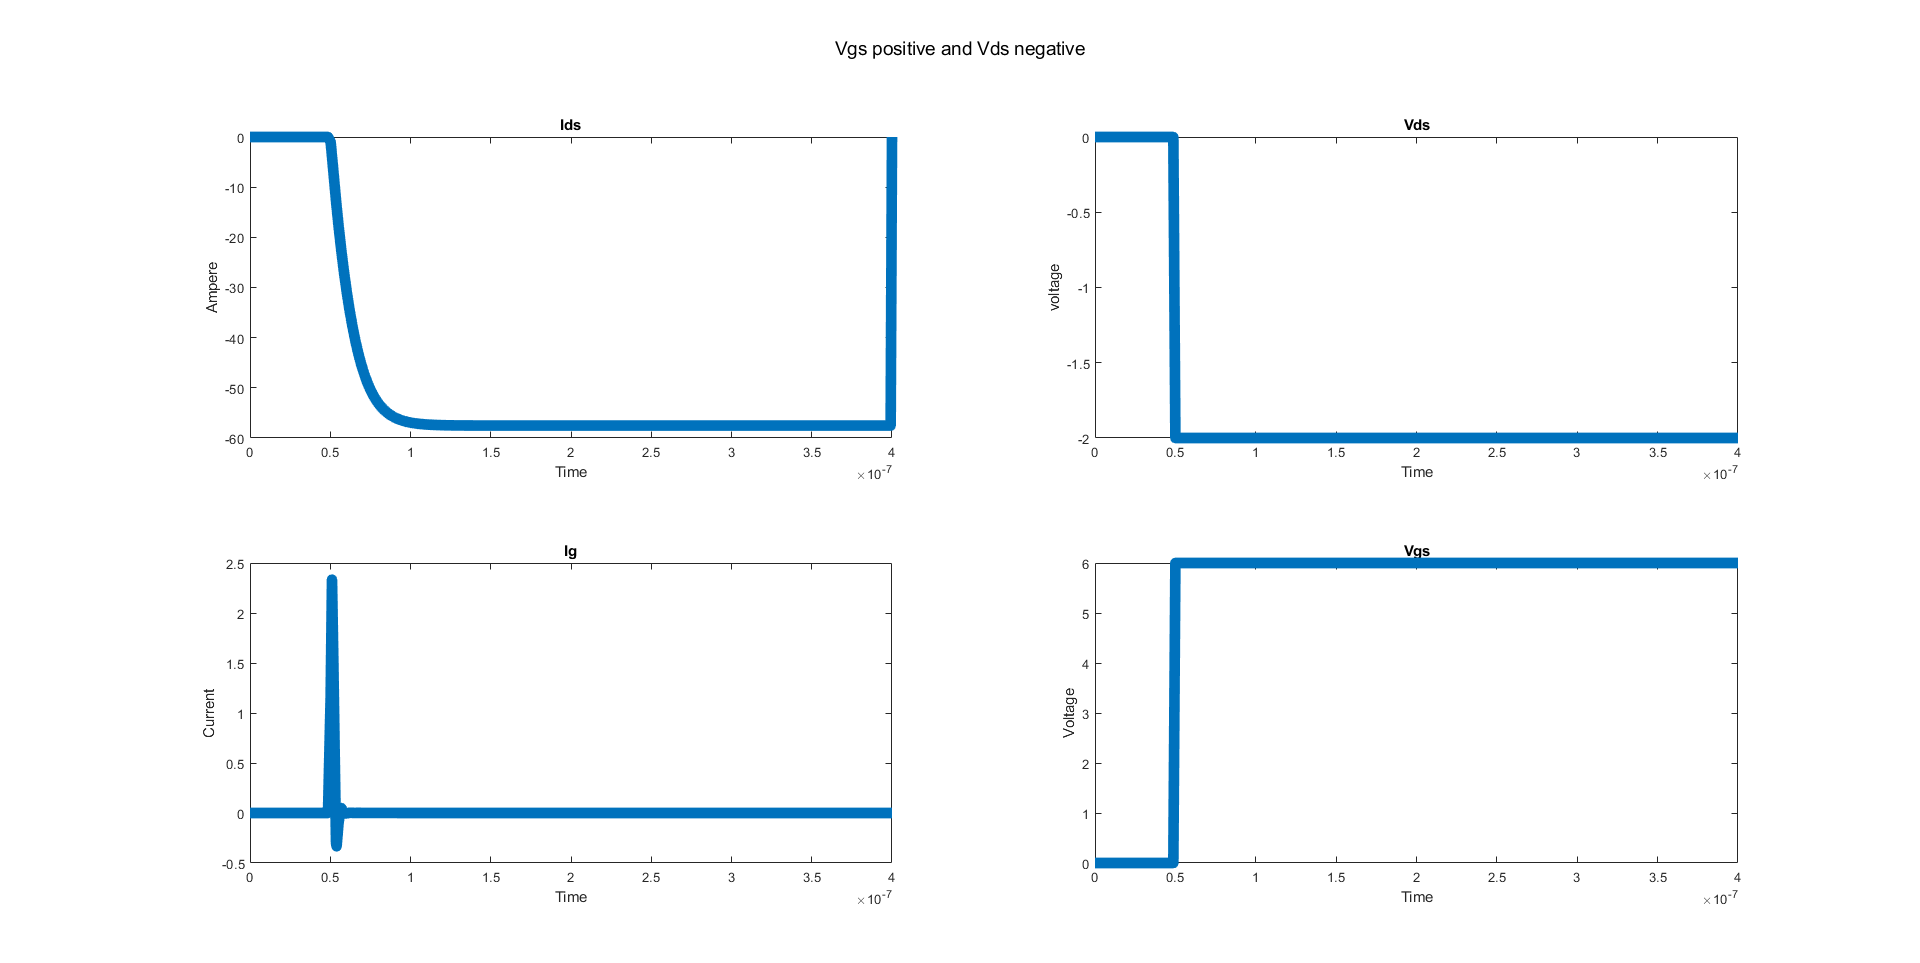 Vgs positive and Vds negative
Ids
Ampere
0
-10
-20
-30
-40
-50
-60
0 0.5 1 1.5 2 2.5 3 3.5 4
Time
×10^-7
Vds
voltage
0
-0.5
-1
-1.5
-2
0 0.5 1 1.5 2 2.5 3 3.5 4
Time
×10^-7
Ig
Current
2.5
2
1.5
1
0.5
0
-0.5
0 0.5 1 1.5 2 2.5 3 3.5 4
Time
×10^-7
Vgs
Voltage
6
5
4
3
2
1
0
0 0.5 1 1.5 2 2.5 3 3.5 4
Time
×10^-7